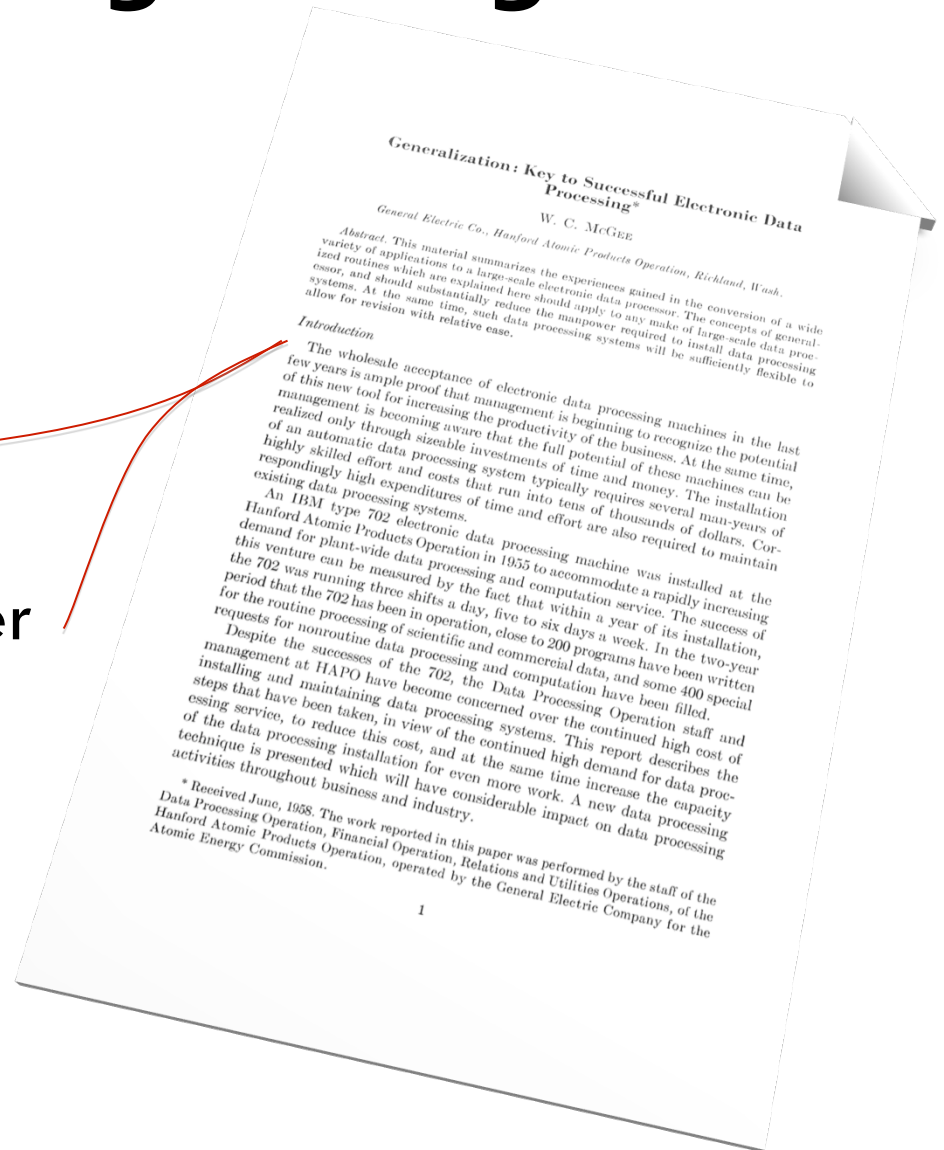 Generalization: Key to Successful Electronic Data
Processing*
W. C. McGee
General Electric Co., Hanford Atomic Products Operation, Richland, Wash.
Abstract. This material summarizes the experiences gained in the conversion of a wide
variety of applications to a large-scale electronic data processor. The concepts of general-
ized routines which are explained here should apply to any make of large-scale data proc-
essor, and should substantially reduce the manpower required to install data processing
systems. At the same time, such data processing systems will be sufficiently flexible to
allow for revision with relative ease.
Introduction
The wholesale acceptance of electronic data processing machines in the last
few years is ample proof that management is beginning to recognize the potential
of this new tool for increasing the productivity of the business. At the same time,
management is becoming aware that the full potential of these machines can be
realized only through sizeable investments of time and money. The installation
of an automatic data processing system typically requires several man-years of
highly skilled effort and costs that run into tens of thousands of dollars. Cor-
respondingly high expenditures of time and effort are also required to maintain
existing data processing systems.
An IBM type 702 electronic data processing machine was installed at the
Hanford Atomic Products Operation in 1955 to accommodate a rapidly increasing
demand for plant-wide data processing and computation service. The success of
this venture can be measured by the fact that within a year of its installation,
the 702 was running three shifts a day, five to six days a week. In the two-year
period that the 702 has been in operation, close to 200 programs have been written
for the routine processing of scientific and commercial data, and some 400 special
requests for nonroutine data processing and computation have been filled.
Despite the successes of the 702, the Data Processing Operation staff and
management at HAPO have become concerned over the continued high cost of
installing and maintaining data processing systems. This report describes the
steps that have been taken, in view of the continued high demand for data proc-
essing service, to reduce this cost, and at the same time increase the capacity
of the data processing installation for even more work. A new data processing
technique is presented which will have considerable impact on data processing
activities throughout business and industry.
er
* Received June, 1958. The work reported in this paper was performed by the staff of the
Data Processing Operation, Financial Operation, Relations and Utilities Operations, of the
Hanford Atomic Products Operation, operated by the General Electric Company for the
Atomic Energy Commission.
1